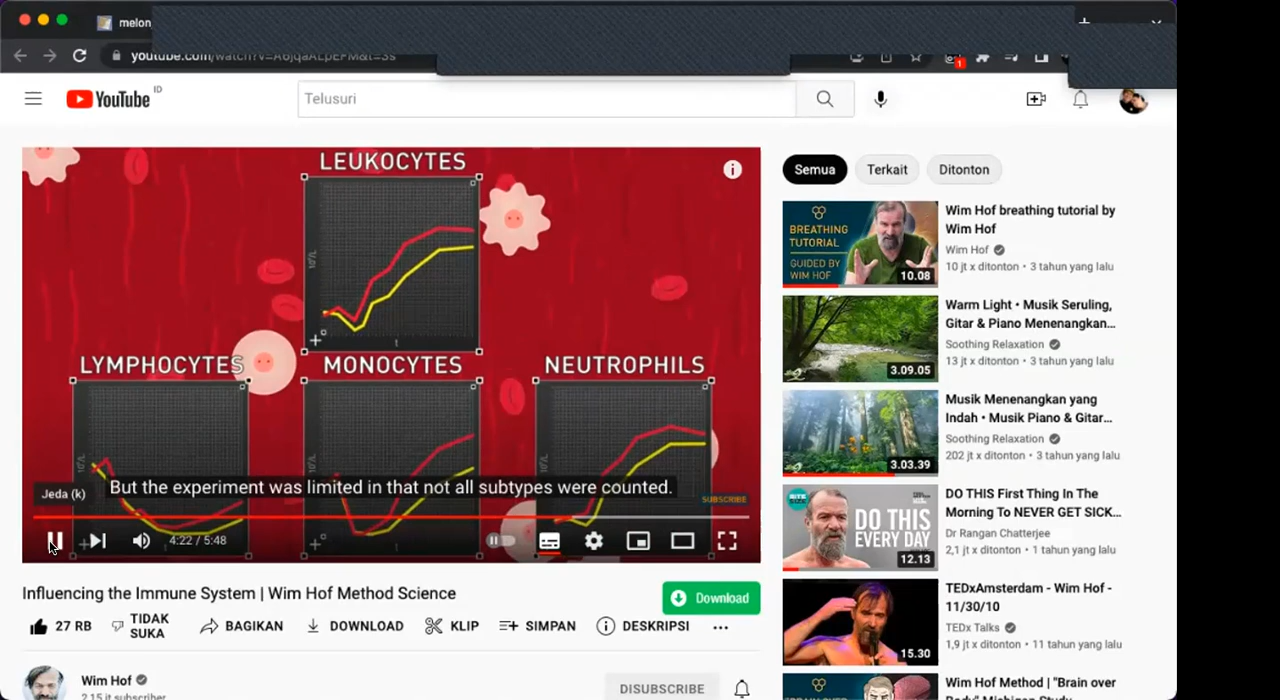 melon
youtube.com/watch?v=A6jqaALpEFM&t=3s
1
YouTube ID
Telusuri
LEUKOCYTES
LYMPHOCYTES
MONOCYTES
NEUTROPHILS
t
Jeda (k)
But the experiment was limited in that not all subtypes were counted.
SUBSCRIBE
4:22 / 5:48
Influencing the Immune System | Wim Hof Method Science
Download
27 RB
TIDAK SUKA
BAGIKAN
DOWNLOAD
KLIP
SIMPAN
DESKRIPSI
Wim Hof
2,15 jt subscriber
DISUBSCRIBE
Semua
Terkait
Ditonton
BREATHING
TUTORIAL
GUIDED BY
WIM HOF
10.08
Wim Hof breathing tutorial by
Wim Hof
Wim Hof
10 jt x ditonton • 3 tahun yang lalu
3.09.05
Warm Light • Musik Seruling,
Gitar & Piano Menenangkan...
Soothing Relaxation
13 jt x ditonton • 3 tahun yang lalu
3.03.39
Musik Menenangkan yang
Indah • Musik Piano & Gitar...
Soothing Relaxation
202 jt x ditonton • 3 tahun yang lalu
DO THIS
EVERY DAY
12.13
DO THIS First Thing In The
Morning To NEVER GET SICK...
Dr Rangan Chatterjee
2,1 jt x ditonton • 1 tahun yang lalu
15.30
TEDxAmsterdam - Wim Hof -
11/30/10
TEDx Talks
1,9 jt x ditonton • 11 tahun yang lalu
Wim Hof Method | "Brain over
Body" Michigan Study